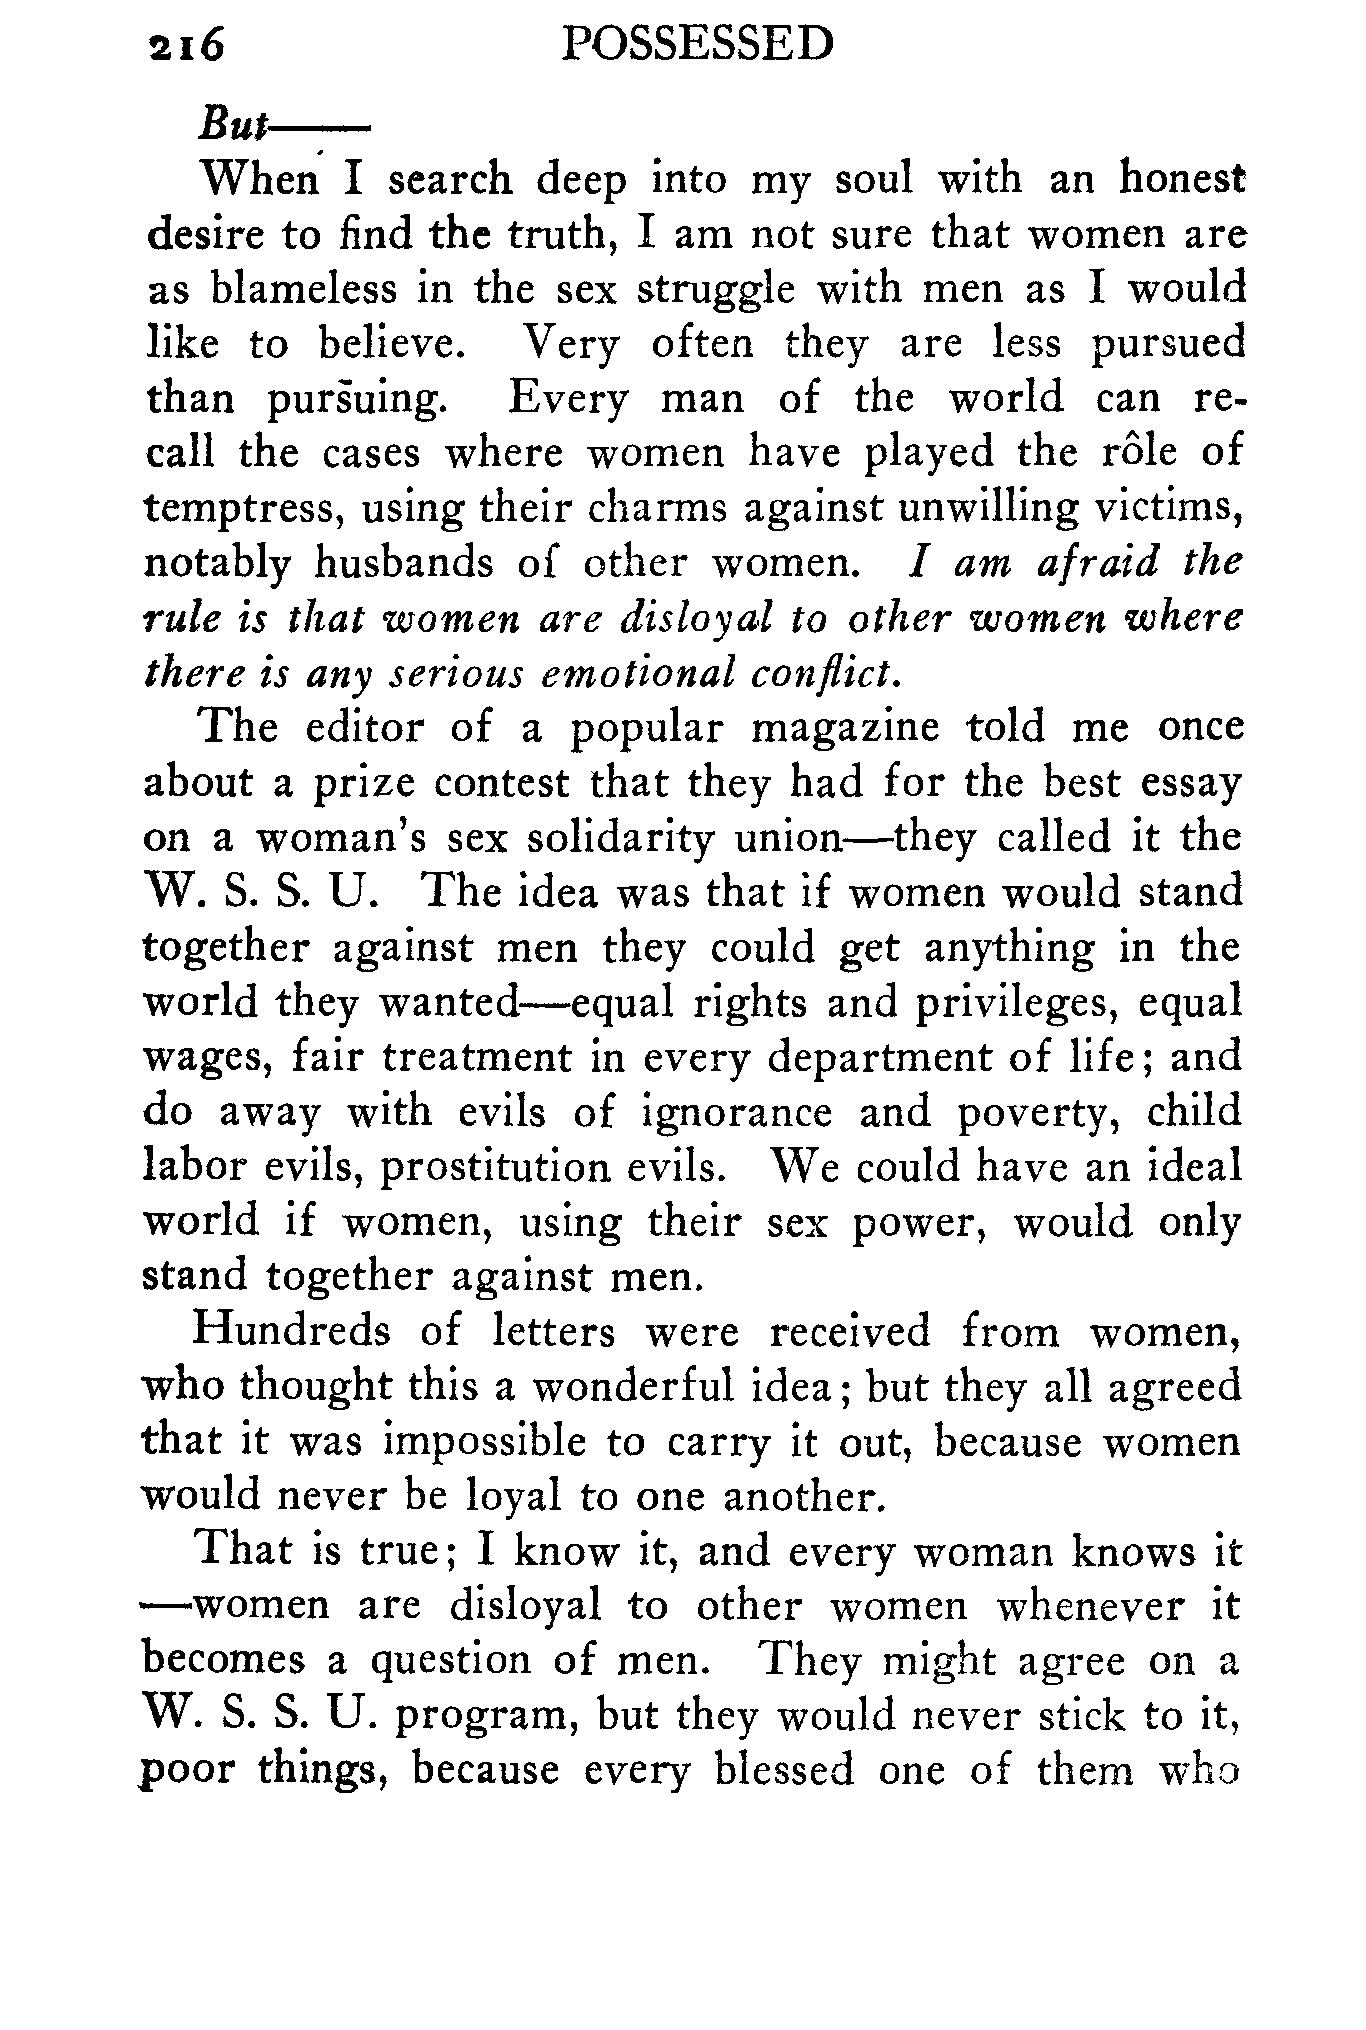 216 POSSESSED
But——
When I search deep into my soul with an honest
desire to find the truth, I am not sure that women are
as blameless in the sex struggle with men as I would
like to believe. Very often they are less pursued
than pursuing. Every man of the world can re-
call the cases where women have played the rôle of
temptress, using their charms against unwilling victims,
notably husbands of other women. I am afraid the
rule is that women are disloyal to other women where
there is any serious emotional conflict.
The editor of a popular magazine told me once
about a prize contest that they had for the best essay
on a woman's sex solidarity union—they called it the
W. S. S. U. The idea was that if women would stand
together against men they could get anything in the
world they wanted—equal rights and privileges, equal
wages, fair treatment in every department of life; and
do away with evils of ignorance and poverty, child
labor evils, prostitution evils. We could have an ideal
world if women, using their sex power, would only
stand together against men.
Hundreds of letters were received from women,
who thought this a wonderful idea; but they all agreed
that it was impossible to carry it out, because women
would never be loyal to one another.
That is true; I know it, and every woman knows it
—women are disloyal to other women whenever it
becomes a question of men. They might agree on a
W. S. S. U. program, but they would never stick to it,
poor things, because every blessed one of them who